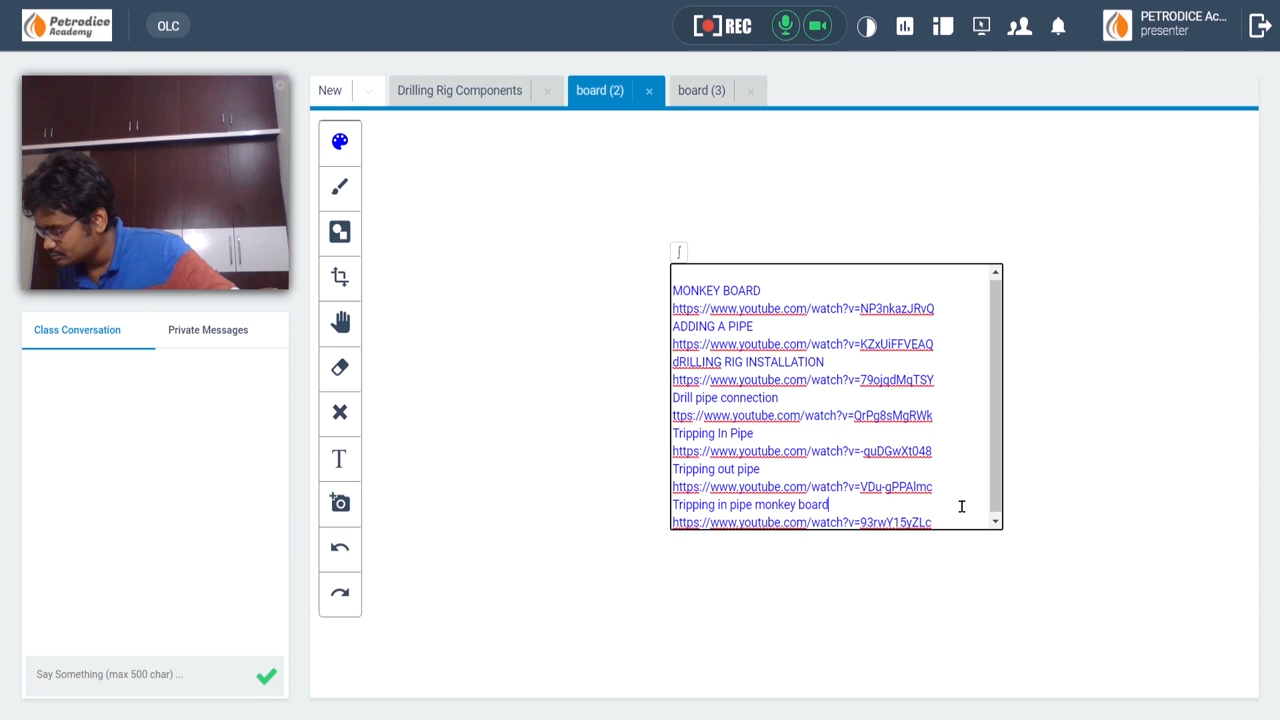 Petrodice
Academy
OLC
REC
PETRODICE Ac...
presenter
New
Drilling Rig Components
board (2)
board (3)
MONKEY BOARD
https://www.youtube.com/watch?v=NP3nkazJRvQ
ADDING A PIPE
https://www.youtube.com/watch?v=KZxUiFFVEAQ
dRILLING RIG INSTALLATION
https://www.youtube.com/watch?v=79ojqdMqTSY
Drill pipe connection
ttps://www.youtube.com/watch?v=QrPg8sMgRWk
Tripping In Pipe
https://www.youtube.com/watch?v=-quDGwXt048
Tripping out pipe
https://www.youtube.com/watch?v=VDu-gPPAlmc
Tripping in pipe monkey board
https://www.youtube.com/watch?v=93rwY15yZLc
T
Class Conversation
Private Messages
Say Something (max 500 char) ...